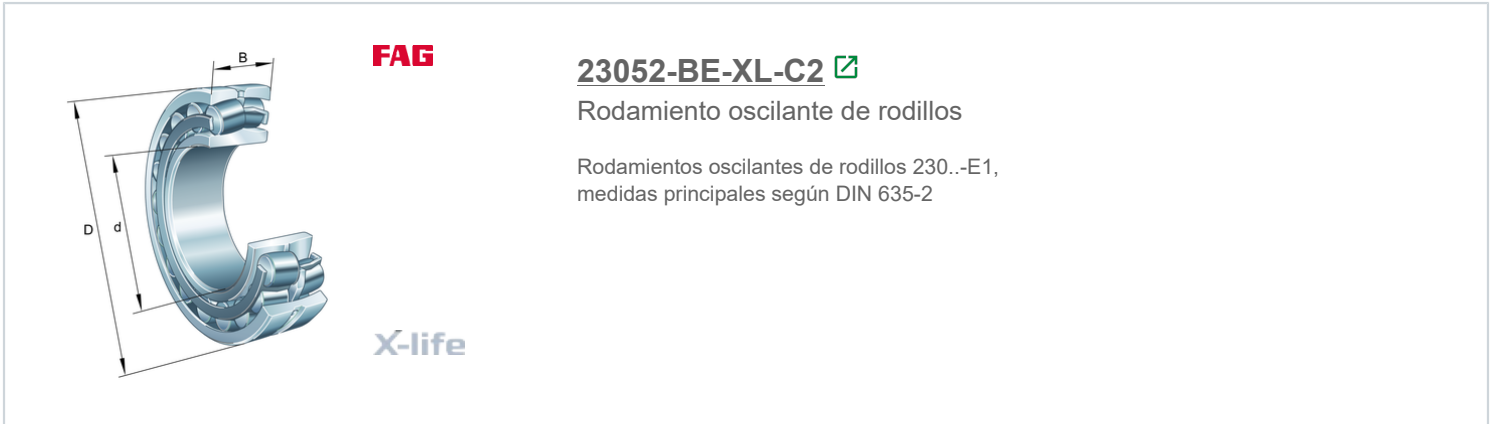 B
FAG
D
d
X-life
23052-BE-XL-C2
Rodamiento oscilante de rodillos
Rodamientos oscilantes de rodillos 230..-E1,
medidas principales según DIN 635-2